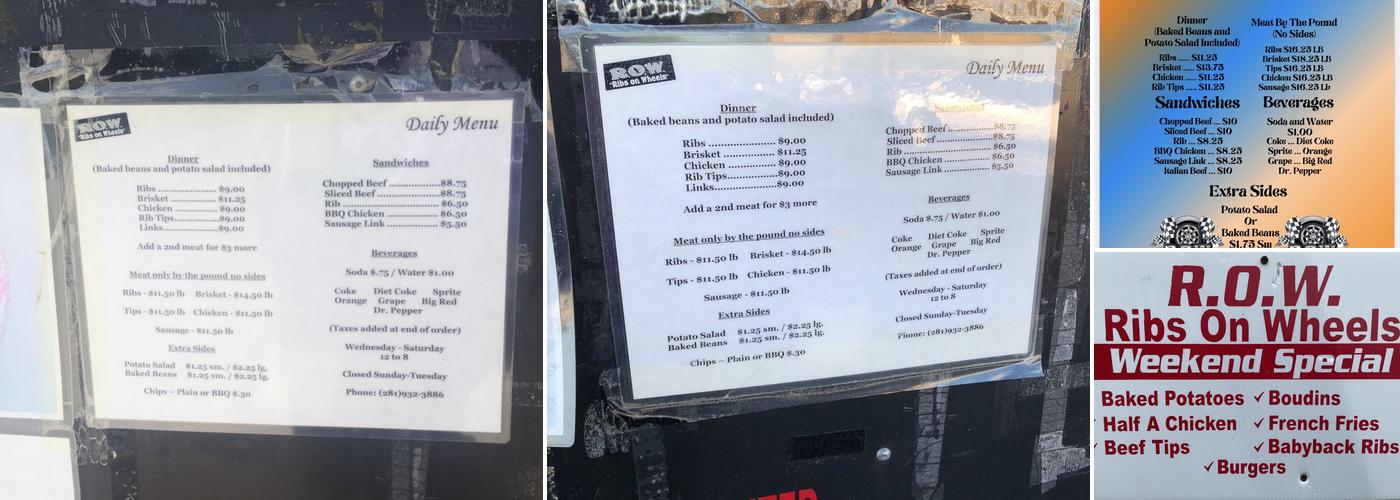 R.O.W.
"Ribs on Wheels"
Daily Menu
Dinner
(Baked beans and potato salad included)
Ribs ...................... $9.00
Brisket .................. $11.25
Chicken .................. $9.00
Rib Tips.................. $9.00
Links...................... $9.00
Add a 2nd meat for $3 more
Meat only by the pound no sides
Ribs - $11.50 lb Brisket - $14.50 lb
Tips - $11.50 lb Chicken - $11.50 lb
Sausage - $11.50 lb
Extra Sides
Potato Salad $1.25 sm. / $2.25 lg.
Baked Beans $1.25 sm. / $2.25 lg.
Chips – Plain or BBQ $.30
Sandwiches
Chopped Beef ..................$8.75
Sliced Beef ......................$8.75
Rib ....................................$6.50
BBQ Chicken ...................$6.50
Sausage Link ....................$5.50
Beverages
Soda $.75 / Water $1.00
Coke Diet Coke Sprite
Orange Grape Big Red
Dr. Pepper
(Taxes added at end of order)
Wednesday - Saturday
12 to 8
Closed Sunday-Tuesday
Phone: (281)932-3886
R.O.W.
"Ribs on Wheels"
Daily Menu
Dinner
(Baked beans and potato salad included)
Ribs ...................... $9.00
Brisket .................. $11.25
Chicken .................. $9.00
Rib Tips.................. $9.00
Links...................... $9.00
Add a 2nd meat for $3 more
Meat only by the pound no sides
Ribs - $11.50 lb Brisket - $14.50 lb
Tips - $11.50 lb Chicken - $11.50 lb
Sausage - $11.50 lb
Extra Sides
Potato Salad $1.25 sm. / $2.25 lg.
Baked Beans $1.25 sm. / $2.25 lg.
Chips – Plain or BBQ $.30
Sandwiches
Chopped Beef ..................$8.75
Sliced Beef ......................$8.75
Rib ....................................$6.50
BBQ Chicken ...................$6.50
Sausage Link ....................$5.50
Beverages
Soda $.75 / Water $1.00
Coke Diet Coke Sprite
Orange Grape Big Red
Dr. Pepper
(Taxes added at end of order)
Wednesday - Saturday
12 to 8
Closed Sunday-Tuesday
Phone: (281)932-3886
Dinner
(Baked Beans and
Potato Salad Included)
Ribs ..... $11.25
Brisket ..... $13.75
Chicken ..... $11.25
Rib Tips ..... $11.25
Meat By The Pound
(No Sides)
Ribs $16.25 LB
Brisket $18.25 LB
Tips $16.25 LB
Chicken $16.25 LB
Sausage $16.25 LB
Sandwiches
Chopped Beef ... $10
Sliced Beef ... $10
Rib ... $8.25
BBQ Chicken ... $8.25
Sausage Link ... $8.25
Italian Beef ... $10
Beverages
Soda and Water
$1.00
Coke ... Diet Coke
Sprite ... Orange
Grape ... Big Red
Dr. Pepper
Extra Sides
Potato Salad
Or
Baked Beans
$1.75 Sm
R.O.W.
Ribs On Wheels
Weekend Special
Baked Potatoes ✓ Boudins
✓ Half A Chicken ✓ French Fries
✓ Beef Tips ✓ Babyback Ribs
✓ Burgers